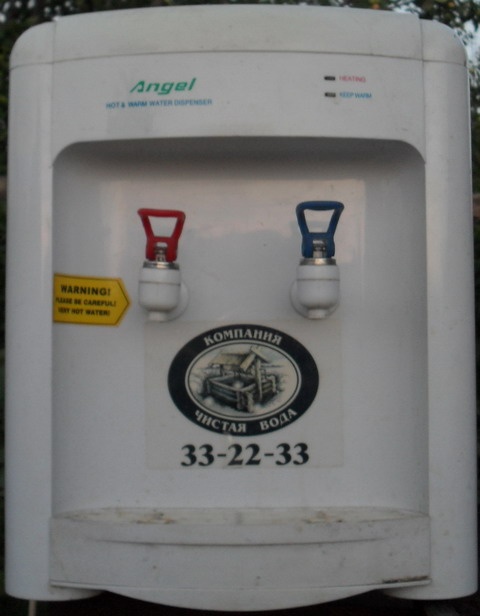 Angel
HOT & WARM WATER DISPENSER
HEATING
KEEP WARM
WARNING!
PLEASE BE CAREFUL!
VERY HOT WATER!
КОМПАНИЯ
ЧИСТАЯ ВОДА
33-22-33